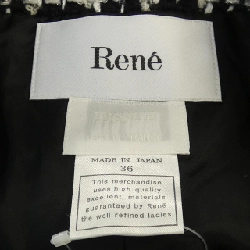 René
MADE IN JAPAN
36
This merchandise
uses high quality
excellent materials
guaranteed by René
the well refined ladies